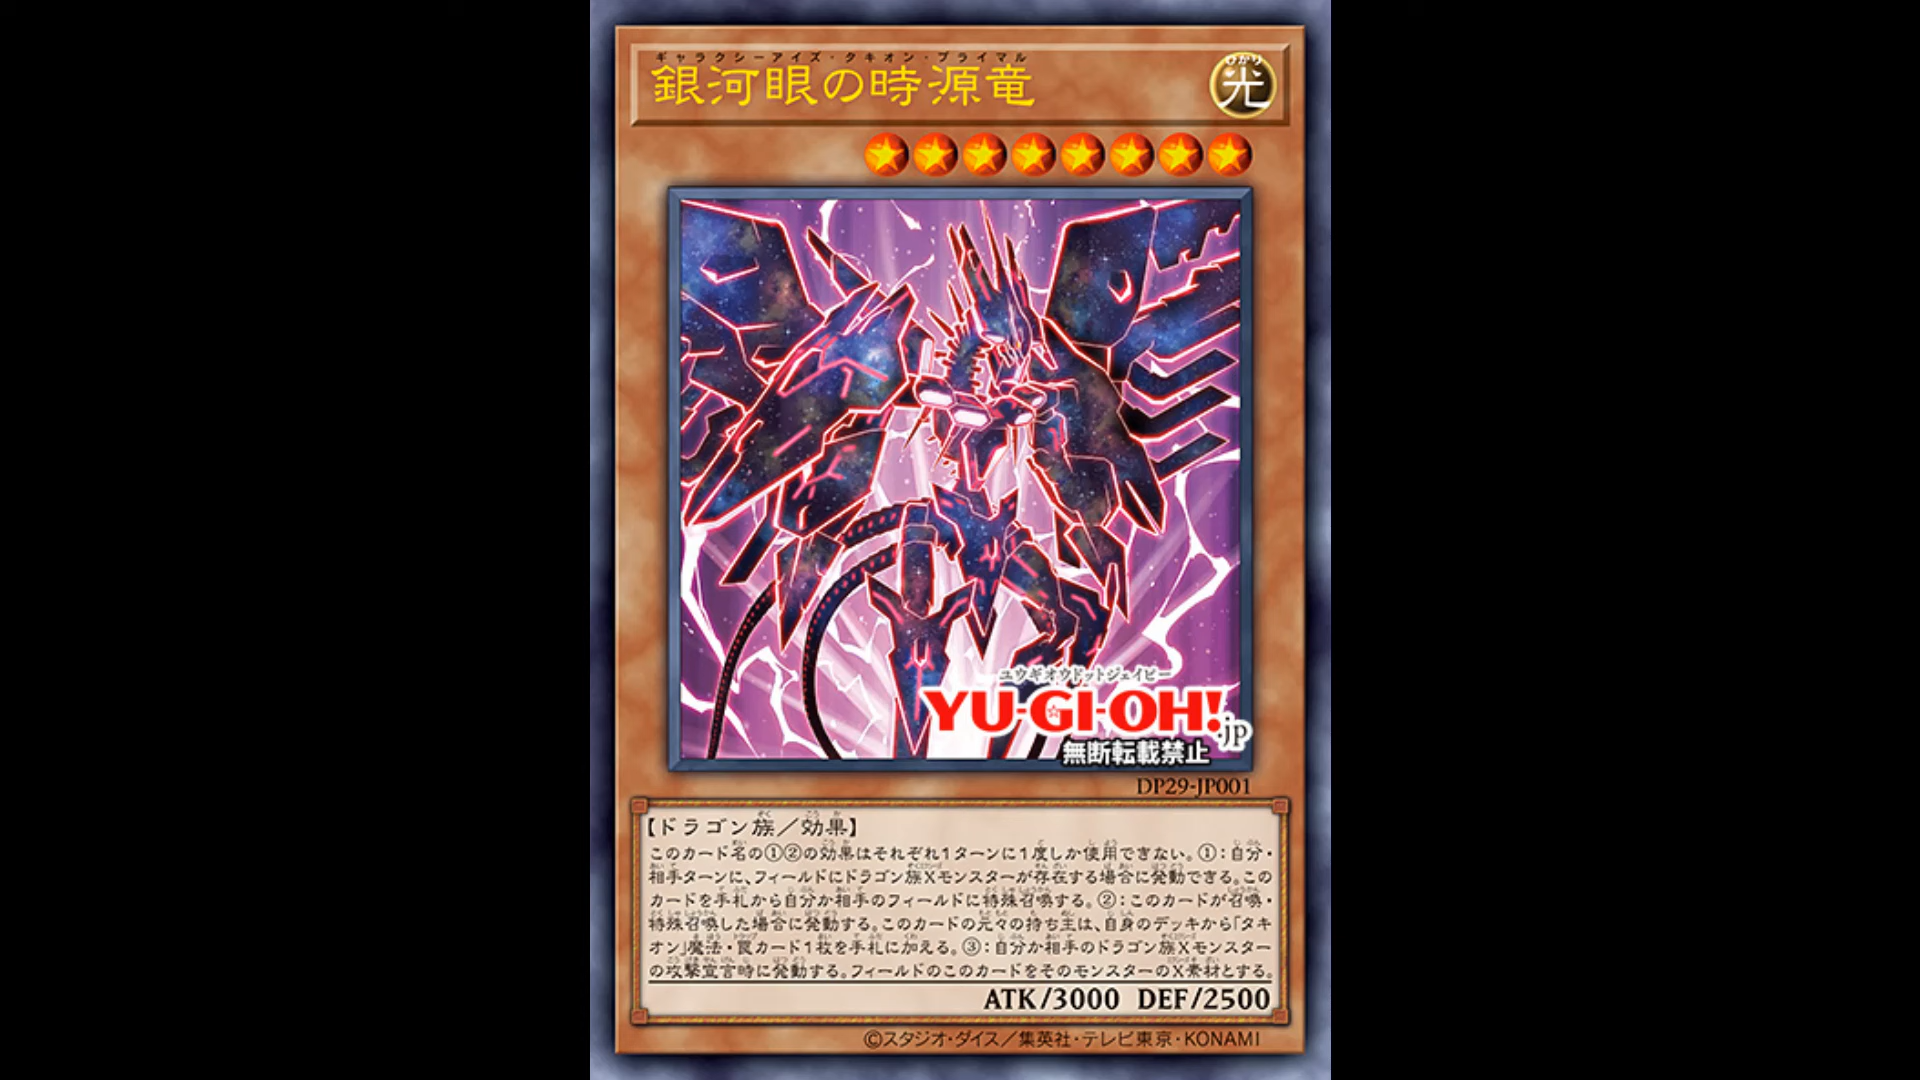 ギャラクシーアイズ・タキオン・プライマル
銀河眼の時源竜
ひかり
光
ユウギオウドットジェイピー
YU-GI-OH!.jp
無断転載禁止
DP29-JP001
【ドラゴン族／効果】
このカード名の①②の効果はそれぞれ1ターンに1度しか使用できない。①：自分・
相手ターンに、フィールドにドラゴン族Xモンスターが存在する場合に発動できる。この
カードを手札から自分か相手のフィールドに特殊召喚する。②：このカードが召喚・
特殊召喚した場合に発動する。このカードの元々の持ち主は、自身のデッキから「タキ
オン」魔法・罠カード1枚を手札に加える。③：自分か相手のドラゴン族Xモンスター
の攻撃宣言時に発動する。フィールドのこのカードをそのモンスターのX素材とする。
ATK/3000 DEF/2500
©スタジオ・ダイス／集英社・テレビ東京・KONAMI